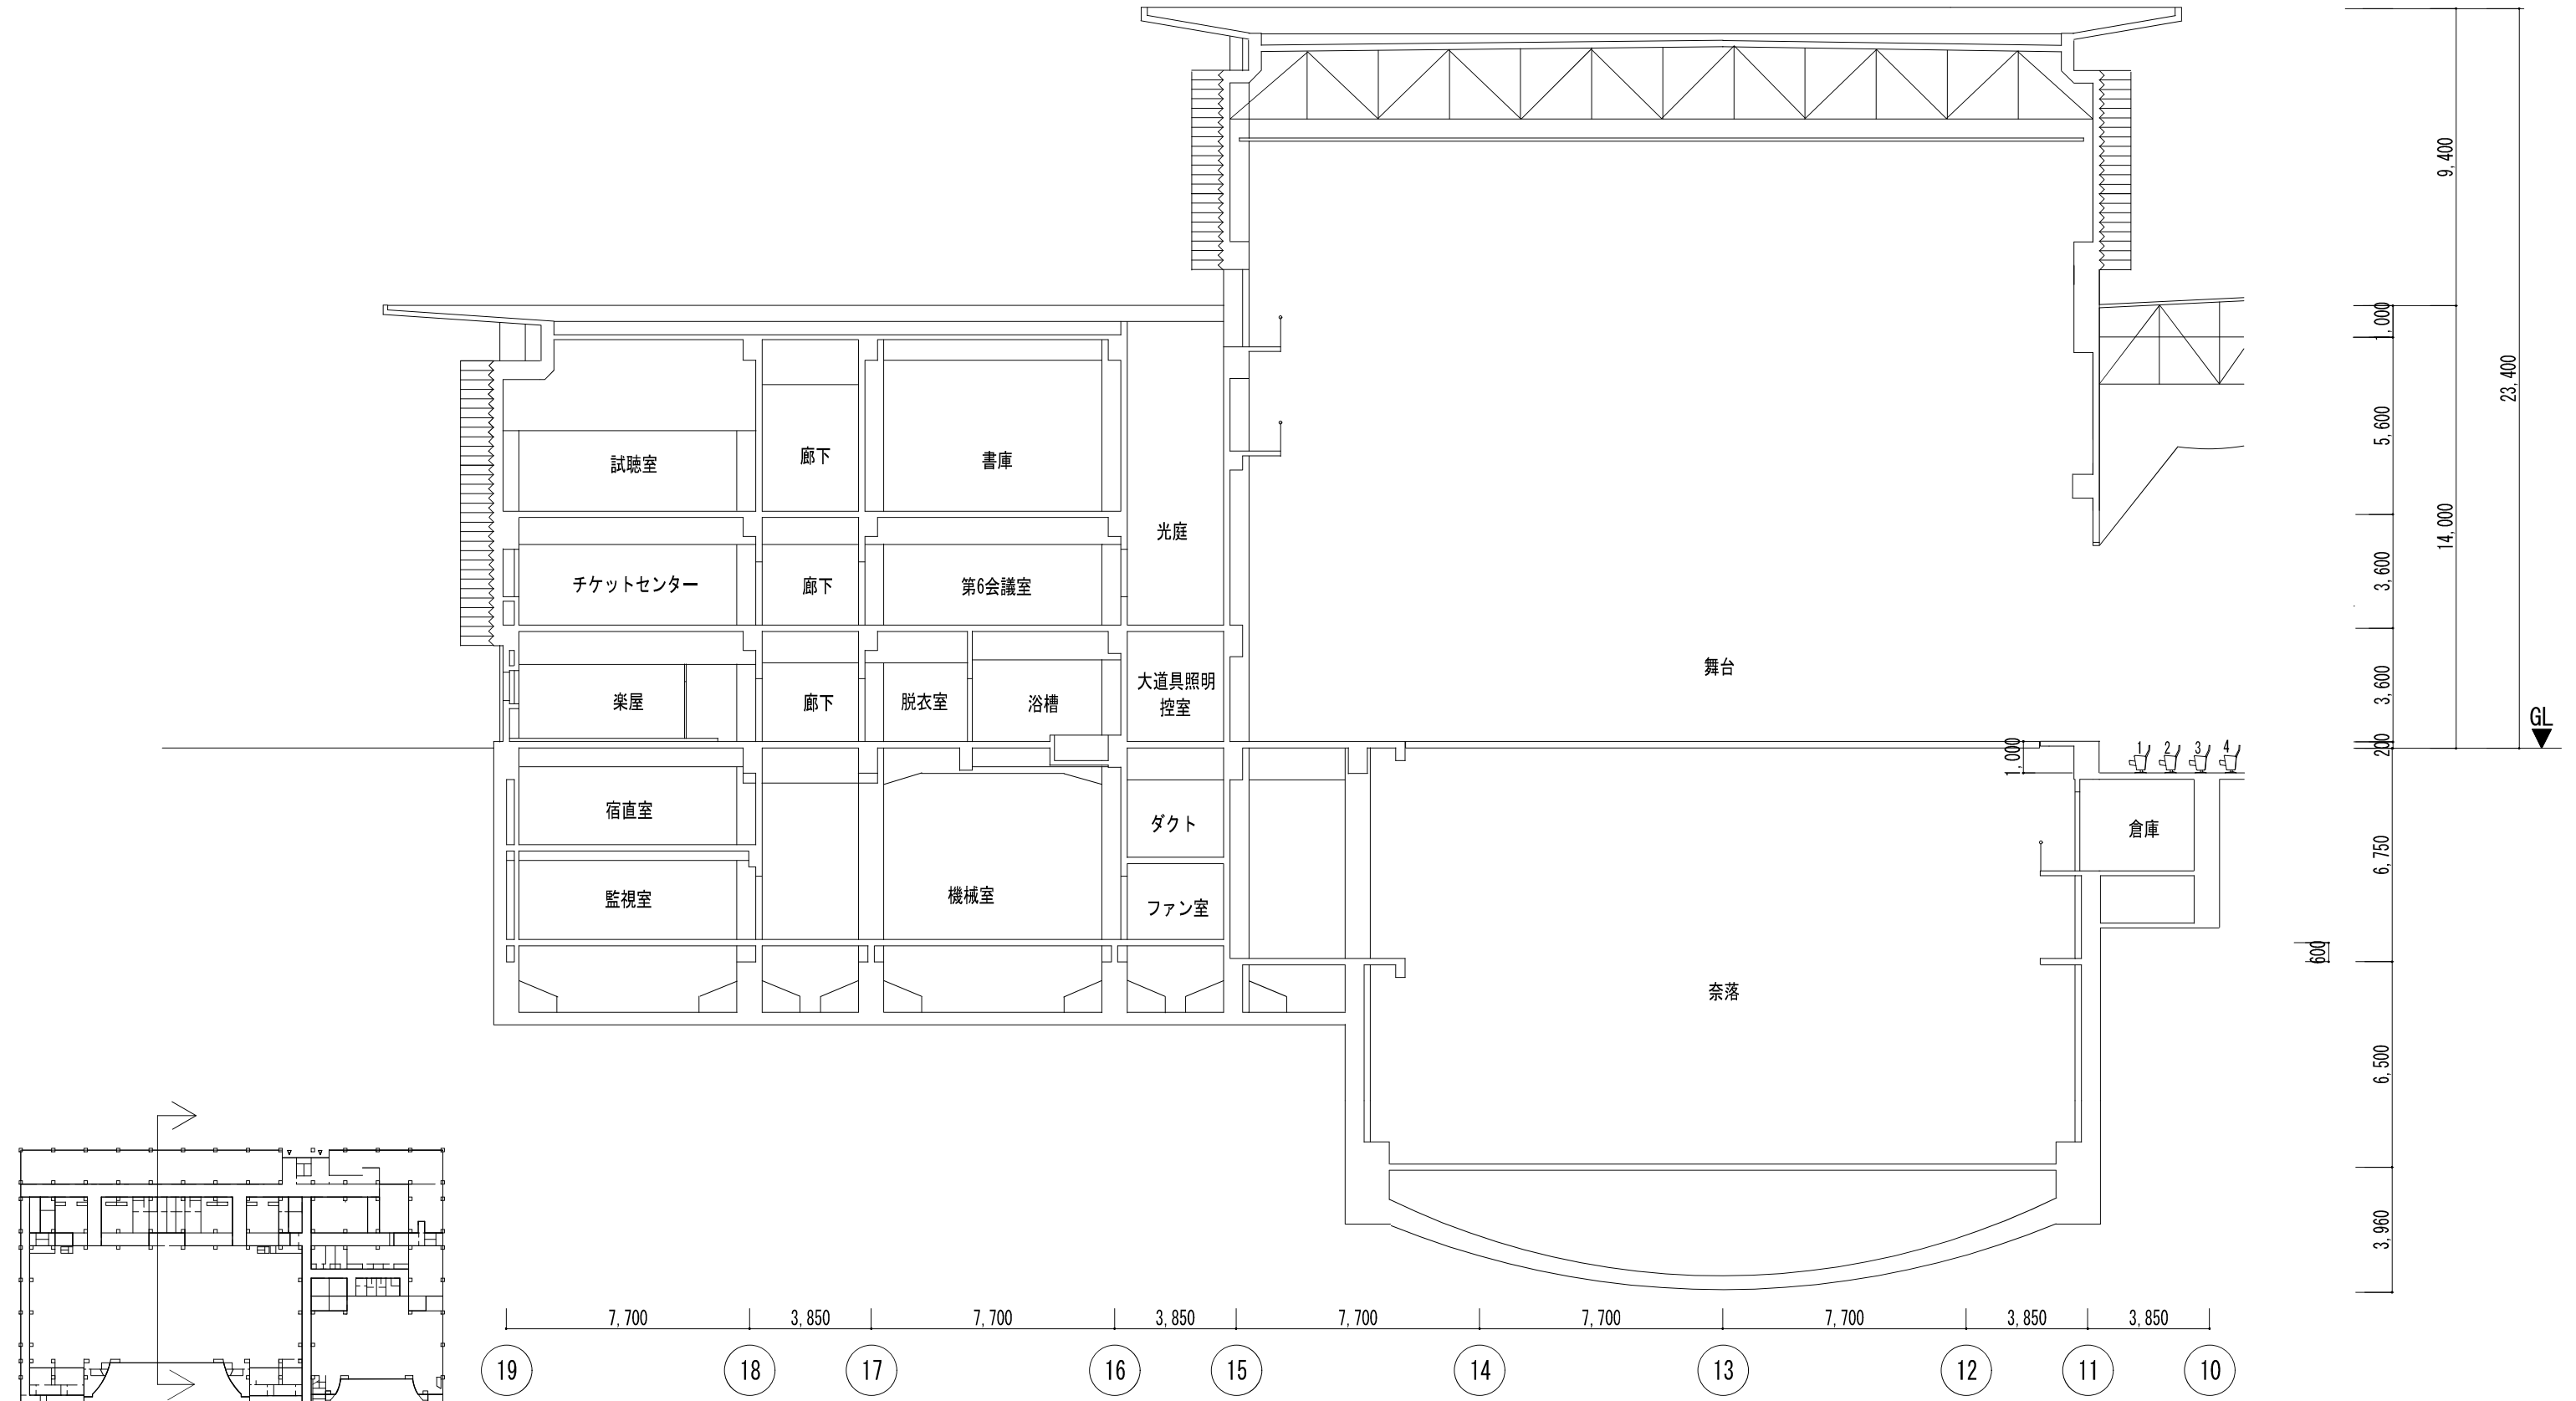 9,400
1,000
23,400
5,600
試聴室
廊下
書庫
光庭
14,000
チケットセンター
廊下
第6会議室
3,600
舞台
楽屋
廊下
脱衣室
浴槽
大道具照明
控室
3,600
GL
200
1,000
1 2 3 4
宿直室
ダクト
倉庫
6,750
監視室
機械室
ファン室
600
奈落
6,500
3,960
7,700 3,850 7,700 3,850 7,700 7,700 7,700 3,850 3,850
19 18 17 16 15 14 13 12 11 10